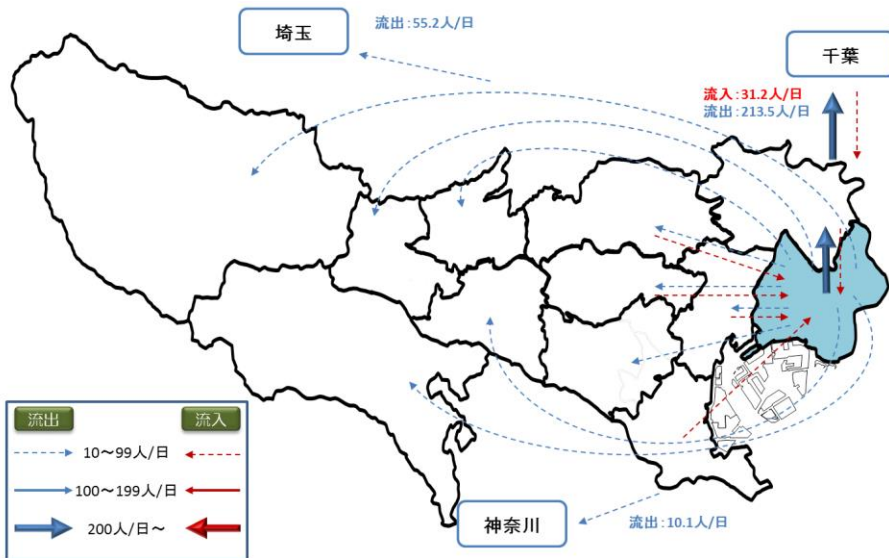 埼玉
流出：55.2人/日
千葉
流入：31.2人/日
流出：213.5人/日
流出
流入
10～99人/日
100～199人/日
200人/日～
神奈川
流出：10.1人/日